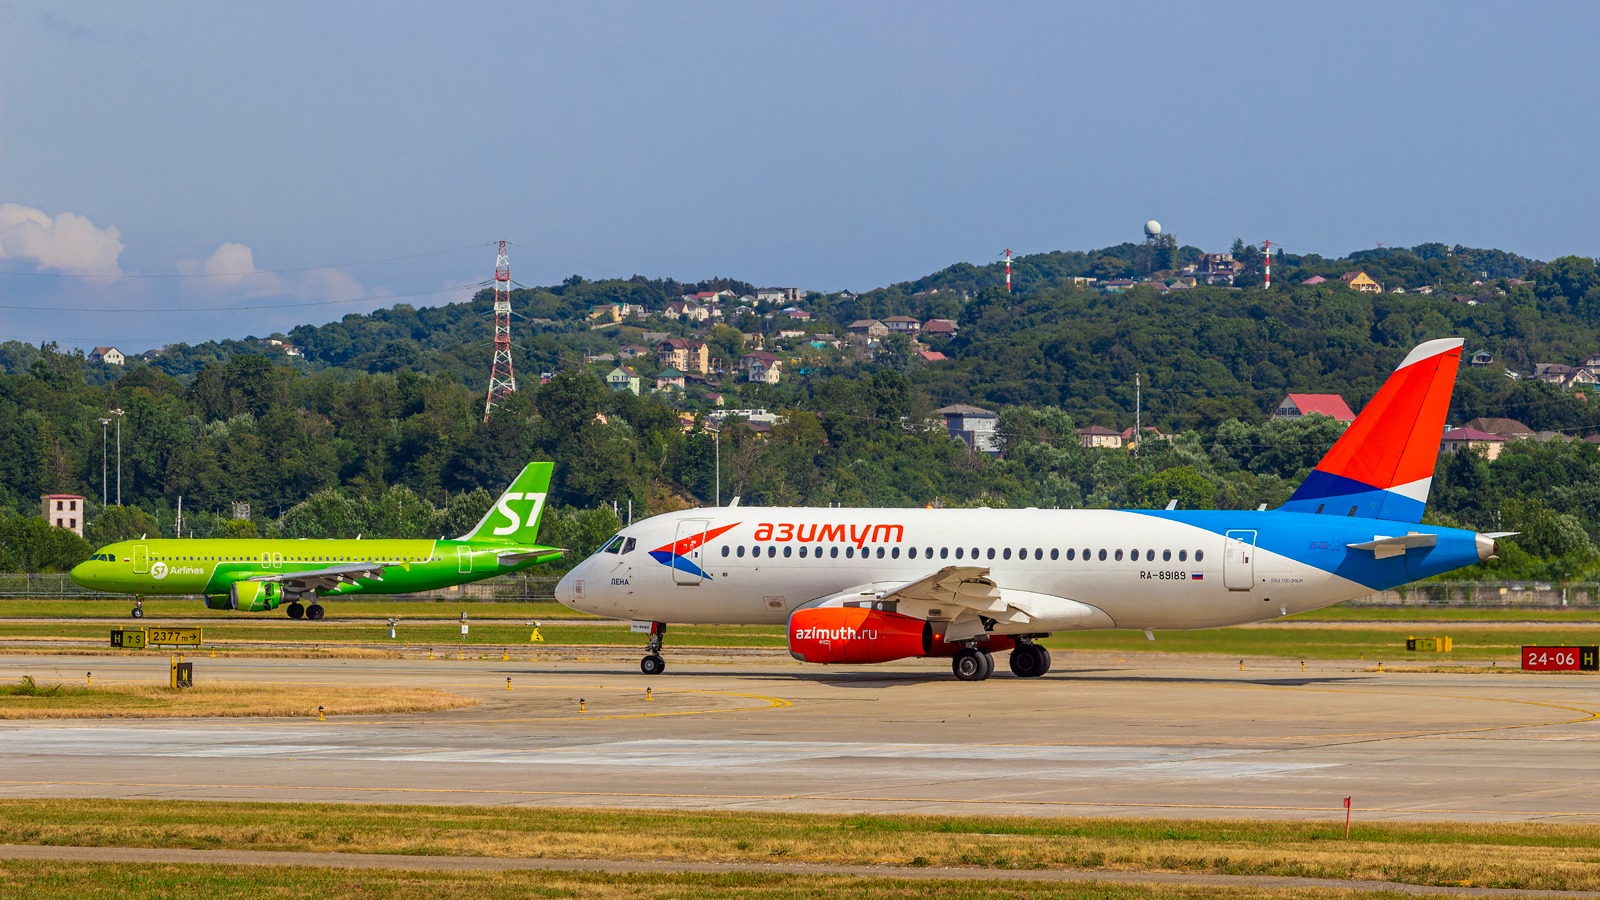 S7
S7 Airlines
азимут
ЛЕНА
RA-89189
azimuth.ru
↑S
2377m→
H
H
24-06 H